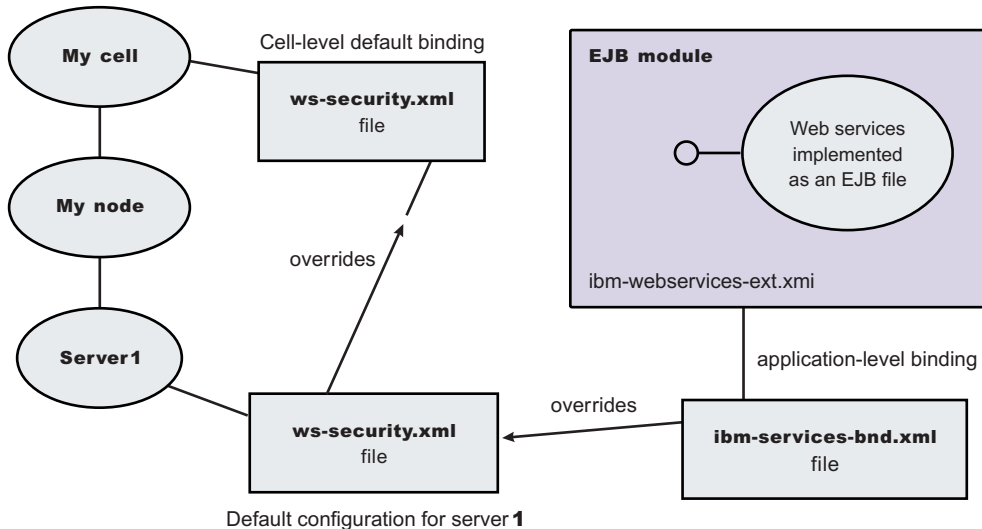 My cell
Cell-level default binding
ws-security.xml
file
EJB module
Web services
implemented
as an EJB file
My node
overrides
ibm-webservices-ext.xmi
Server1
application-level binding
overrides
ws-security.xml
file
ibm-services-bnd.xml
file
Default configuration for server1